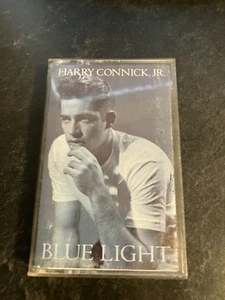 HARRY CONNICK, JR.
BLUE LIGHT